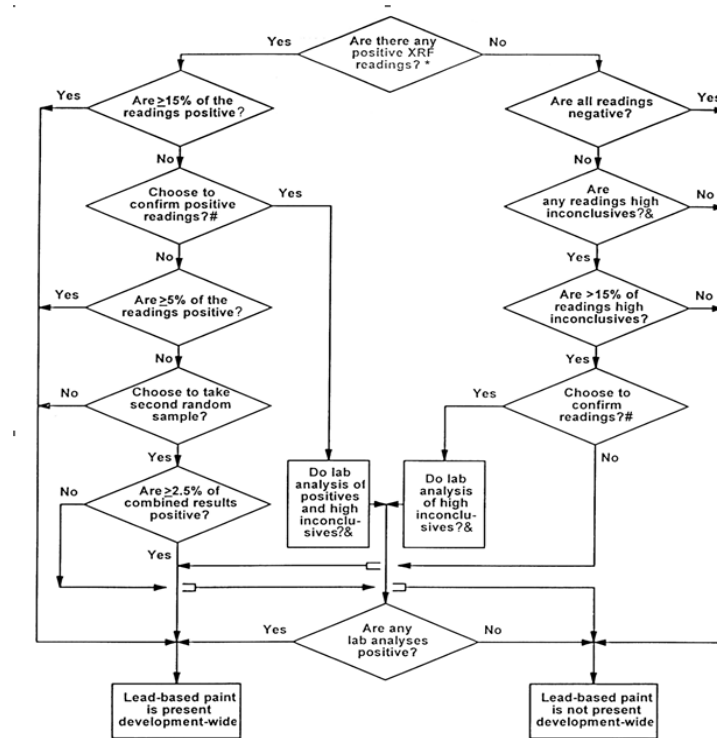 Yes
Are there any
positive XRF
readings? *
No
Yes
Are ≥15% of the
readings positive?
Are all readings
negative?
Yes
No
No
Choose to
confirm positive
readings?#
Yes
Are
any readings high
inconclusives?&
No
No
Yes
Yes
Are ≥5% of the
readings positive?
Are >15% of
readings high
inconclusives?
No
No
Yes
No
Choose to take
second random
sample?
Yes
Choose to
confirm
readings?#
Yes
No
No
Are ≥2.5% of
combined results
positive?
Do lab
analysis of
positives
and high
inconclu-
sives?&
Do lab
analysis
of high
inconclu-
sives?&
Yes
Yes
Are any
lab analyses
positive?
No
Lead-based paint
is present
development-wide
Lead-based paint
is not present
development-wide